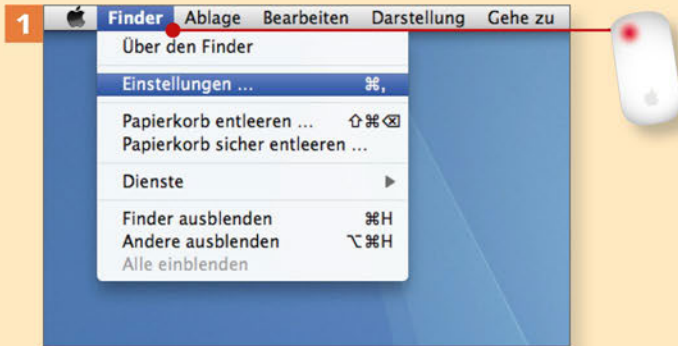 1
Finder Ablage Bearbeiten Darstellung Gehe zu
Über den Finder
Einstellungen ... ⌘,
Papierkorb entleeren ... ⇧⌘⌫
Papierkorb sicher entleeren ...
Dienste ▶
Finder ausblenden ⌘H
Andere ausblenden ⌥⌘H
Alle einblenden